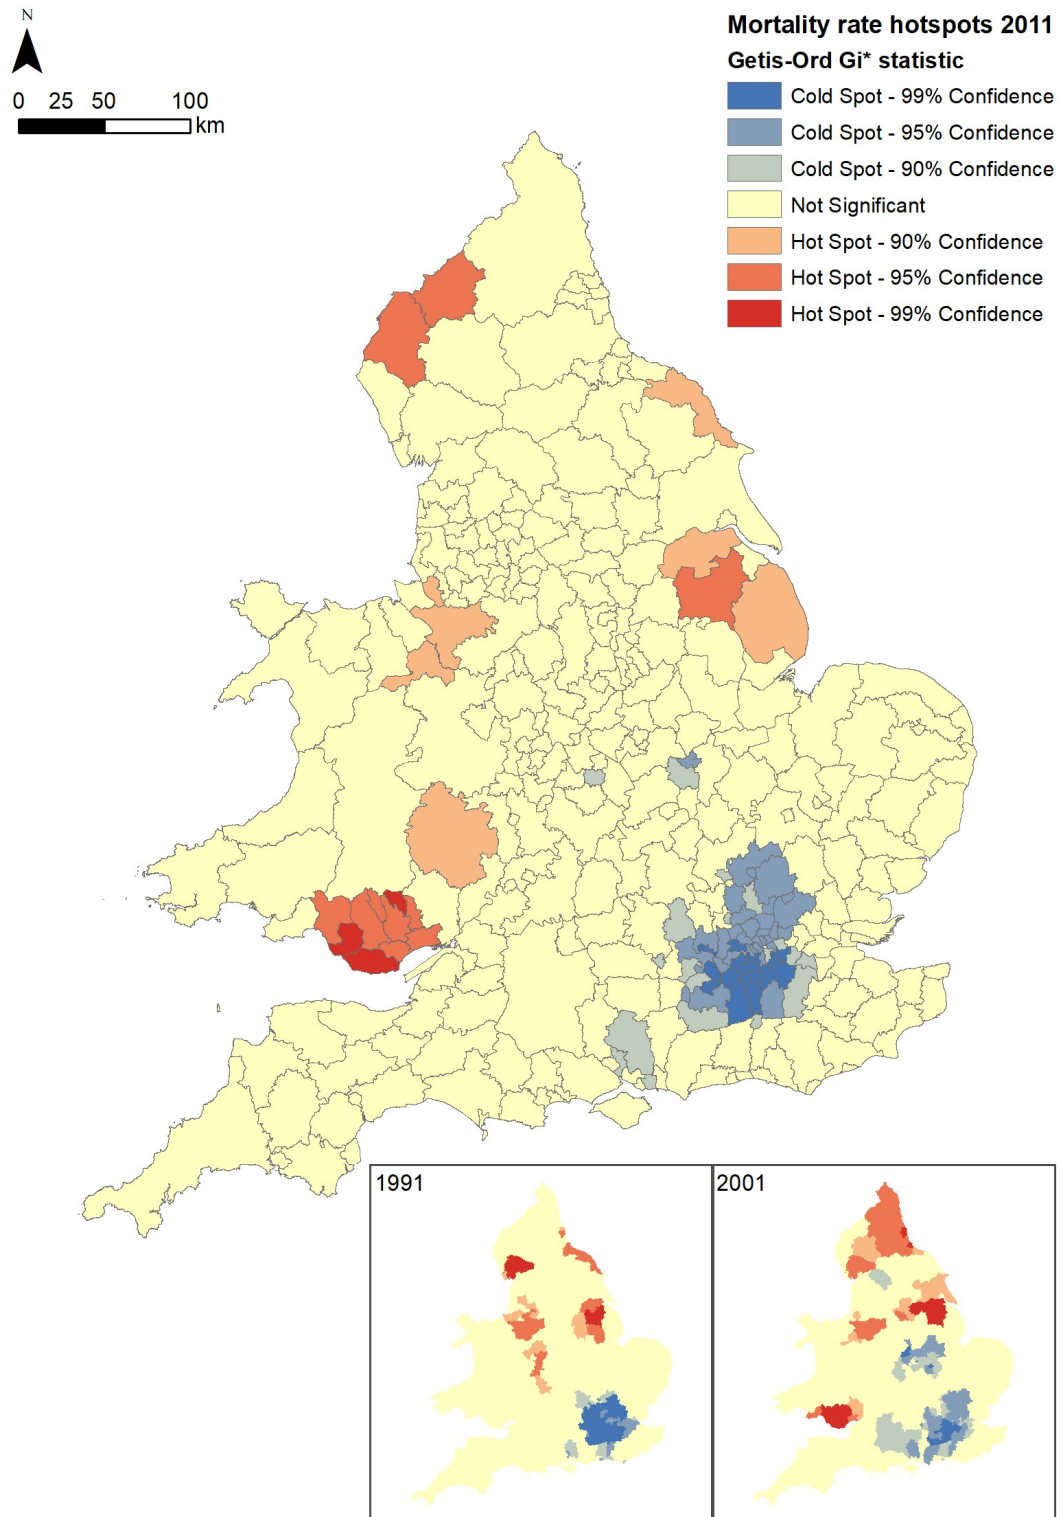 N
0 25 50 100
km
Mortality rate hotspots 2011
Getis-Ord Gi* statistic
Cold Spot - 99% Confidence
Cold Spot - 95% Confidence
Cold Spot - 90% Confidence
Not Significant
Hot Spot - 90% Confidence
Hot Spot - 95% Confidence
Hot Spot - 99% Confidence
1991
2001